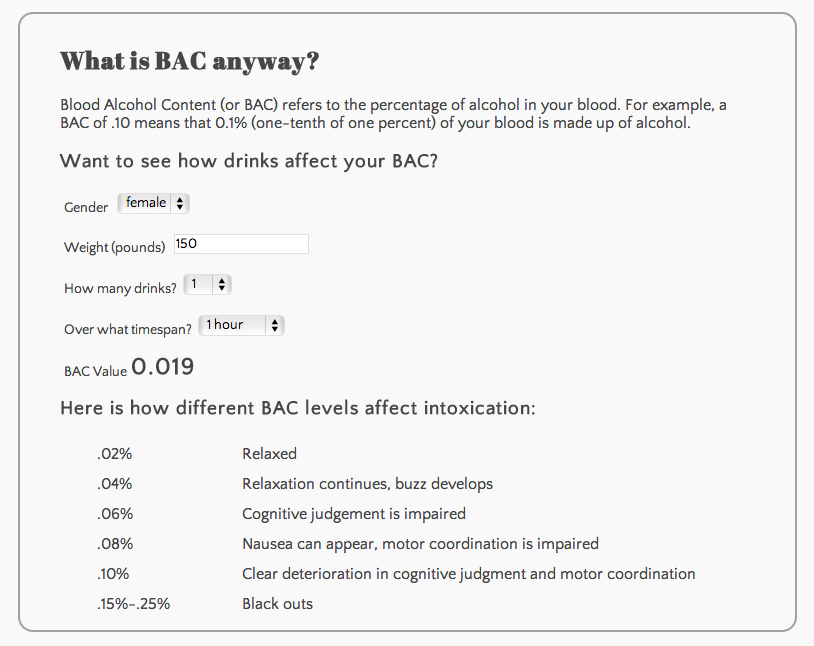 What is BAC anyway?
Blood Alcohol Content (or BAC) refers to the percentage of alcohol in your blood. For example, a
BAC of .10 means that 0.1% (one-tenth of one percent) of your blood is made up of alcohol.
Want to see how drinks affect your BAC?
Gender female
Weight (pounds) 150
How many drinks? 1
Over what timespan? 1 hour
BAC Value 0.019
Here is how different BAC levels affect intoxication:
.02% Relaxed
.04% Relaxation continues, buzz develops
.06% Cognitive judgement is impaired
.08% Nausea can appear, motor coordination is impaired
.10% Clear deterioration in cognitive judgment and motor coordination
.15%-.25% Black outs